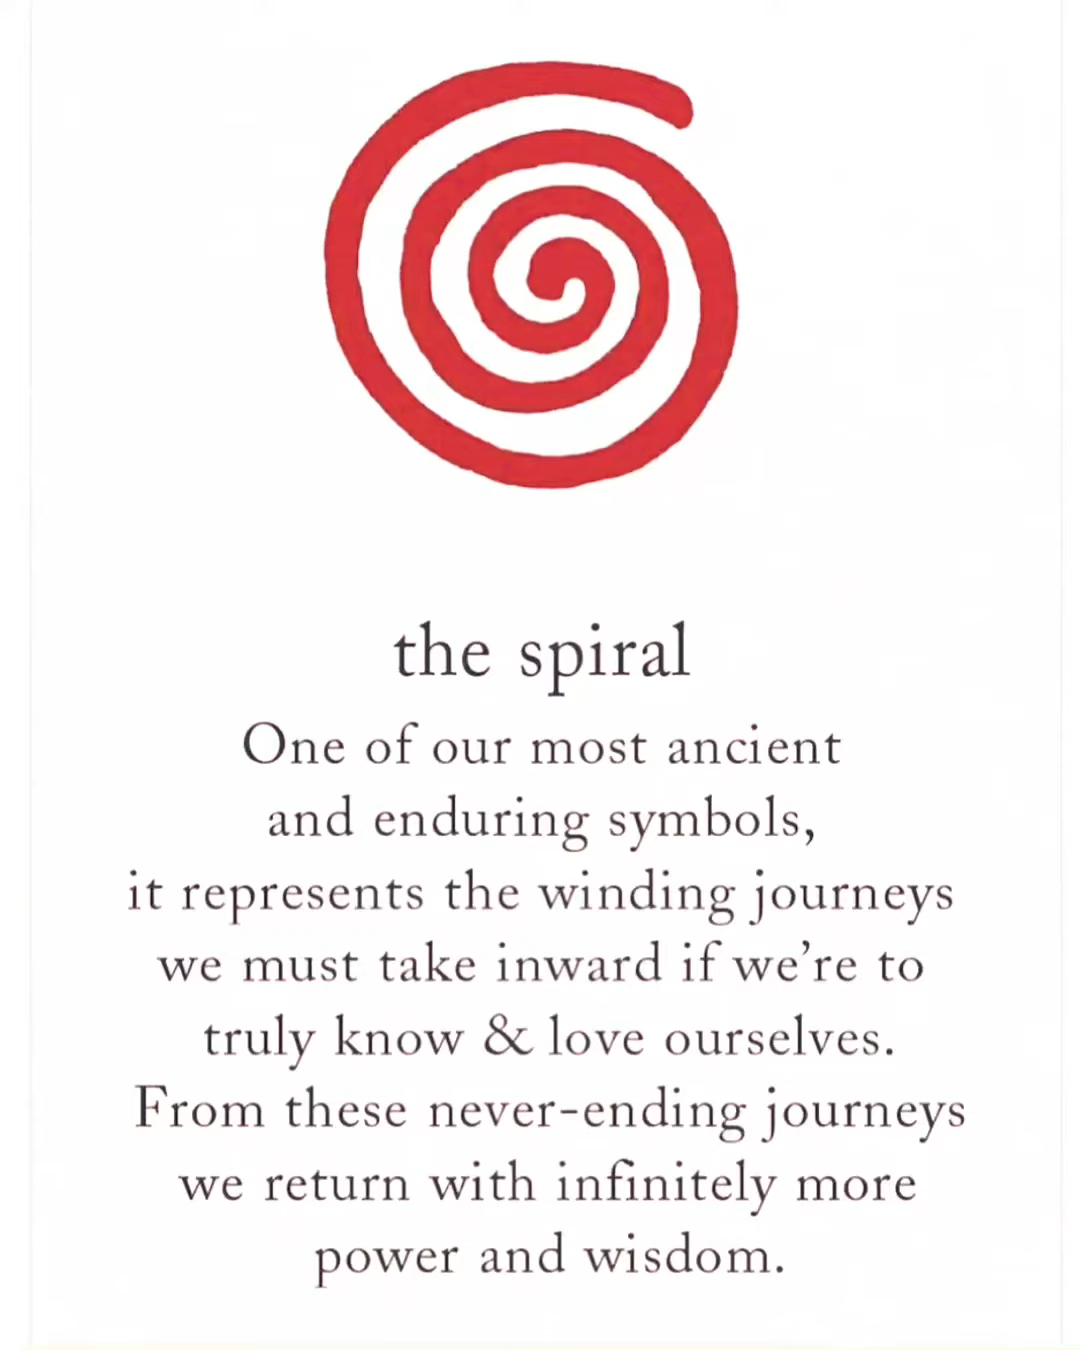 the spiral
One of our most ancient
and enduring symbols,
it represents the winding journeys
we must take inward if we’re to
truly know & love ourselves.
From these never-ending journeys
we return with infinitely more
power and wisdom.